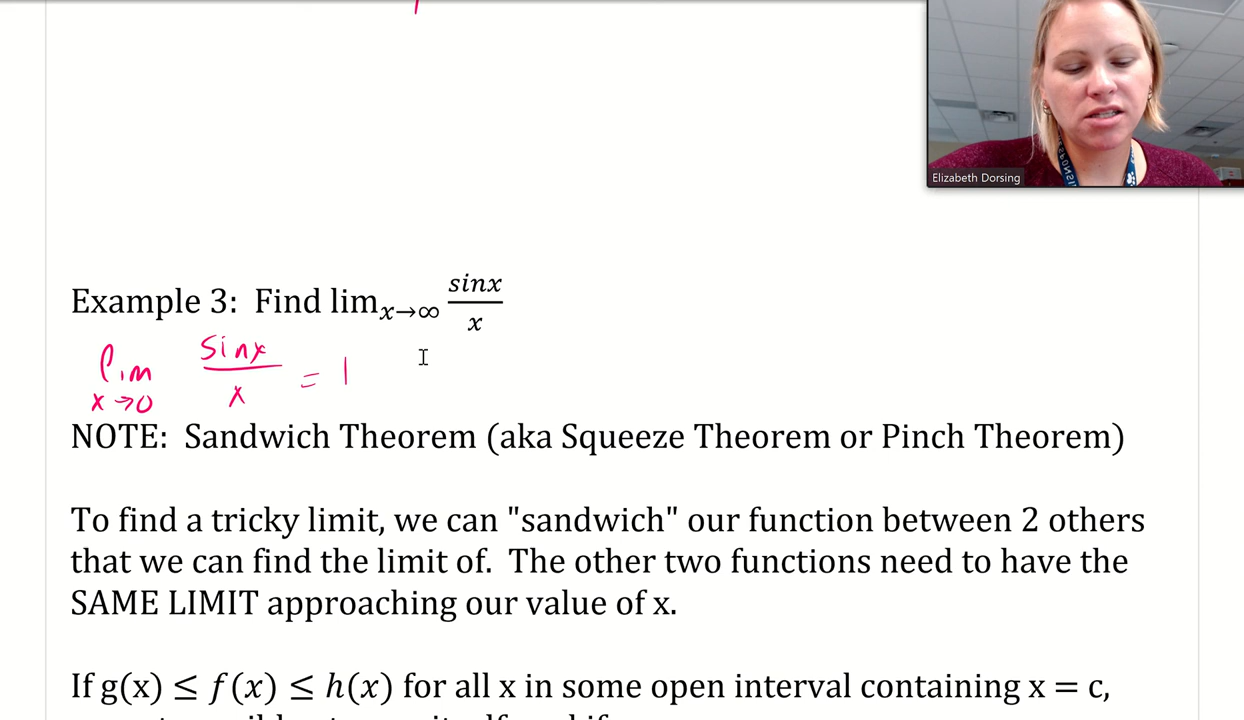 Elizabeth Dorsing
Example 3: Find lim x→∞ sinx/x
lim x→0 sinx/x = 1
NOTE: Sandwich Theorem (aka Squeeze Theorem or Pinch Theorem)
To find a tricky limit, we can "sandwich" our function between 2 others
that we can find the limit of. The other two functions need to have the
SAME LIMIT approaching our value of x.
If g(x) ≤ f(x) ≤ h(x) for all x in some open interval containing x = c,